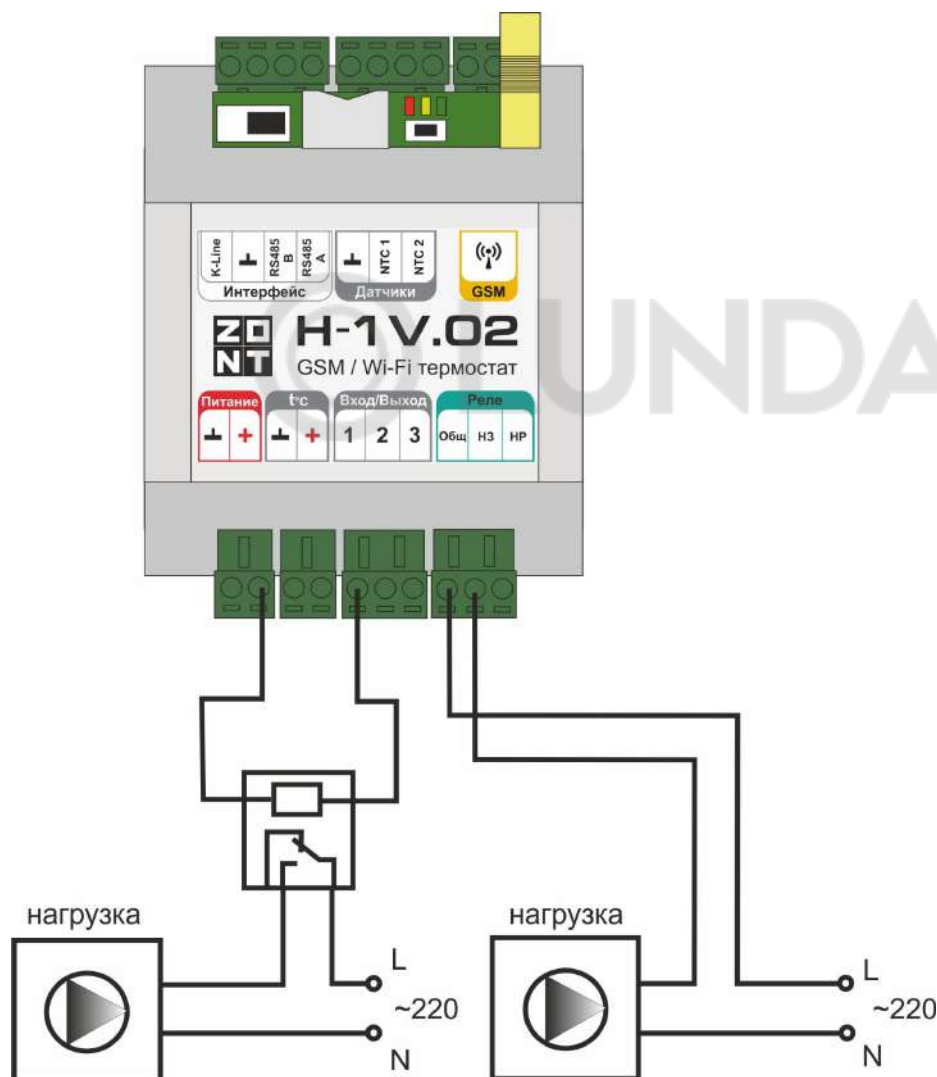 K-Line
RS485 B
RS485 A
Интерфейс
NTC 1
NTC 2
Датчики
GSM
LUNDA
ZONT
H-1V.02
GSM / Wi-Fi термостат
Питание
t°C
Вход/Выход
Реле
+
+
1
2
3
Общ
НЗ
НР
нагрузка
L
~220
N
нагрузка
L
~220
N